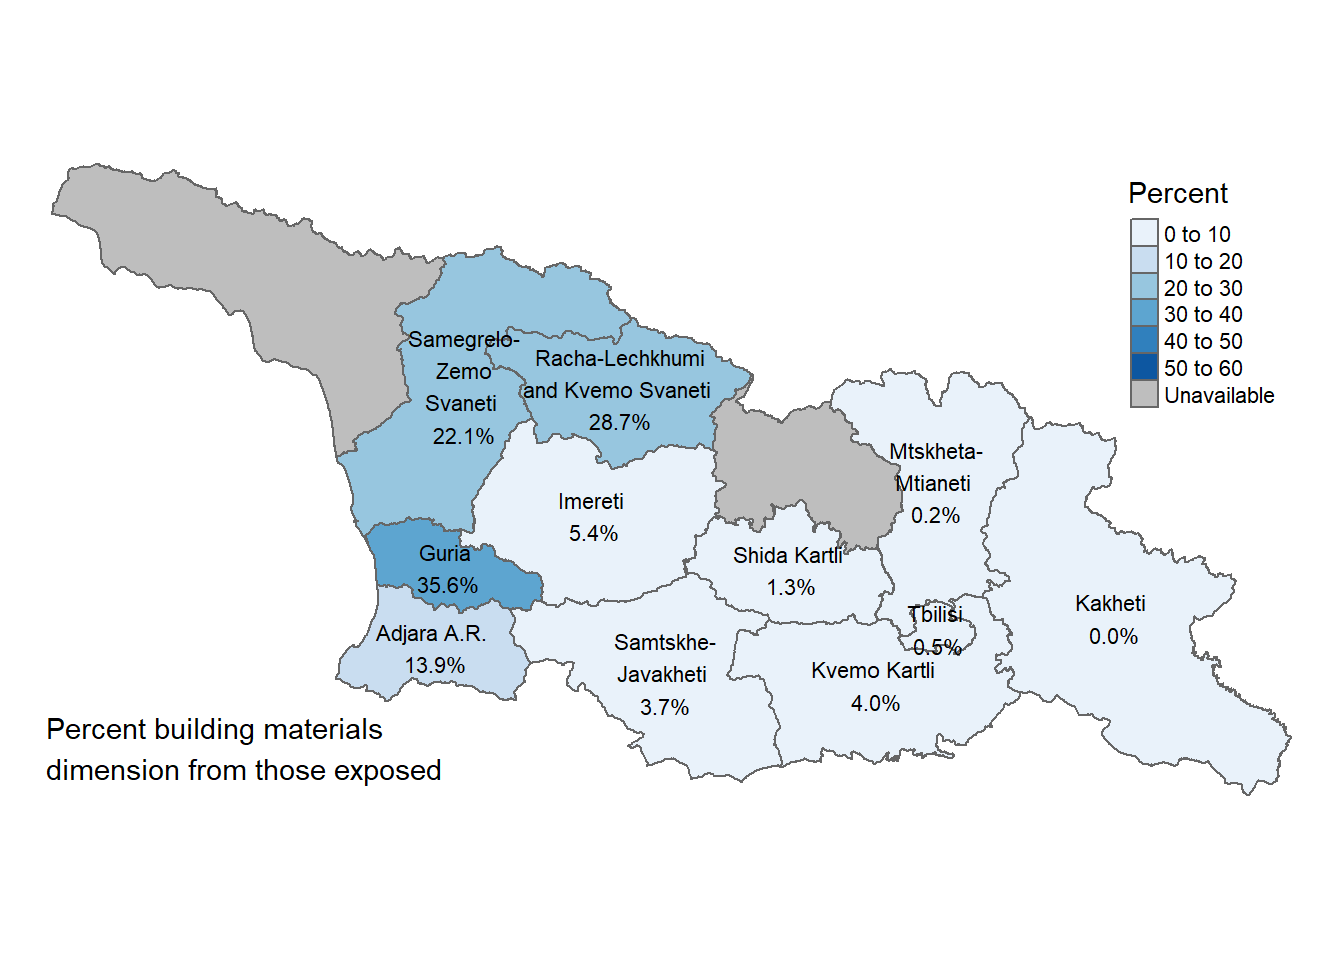 Percent
0 to 10
10 to 20
20 to 30
30 to 40
40 to 50
50 to 60
Unavailable
Samegrelo-
Zemo
Svaneti
22.1%
Racha-Lechkhumi
and Kvemo Svaneti
28.7%
Mtskheta-
Mtianeti
0.2%
Imereti
5.4%
Guria
35.6%
Shida Kartli
1.3%
Tbilisi
0.5%
Kakheti
0.0%
Adjara A.R.
13.9%
Samtskhe-
Javakheti
3.7%
Kvemo Kartli
4.0%
Percent building materials
dimension from those exposed